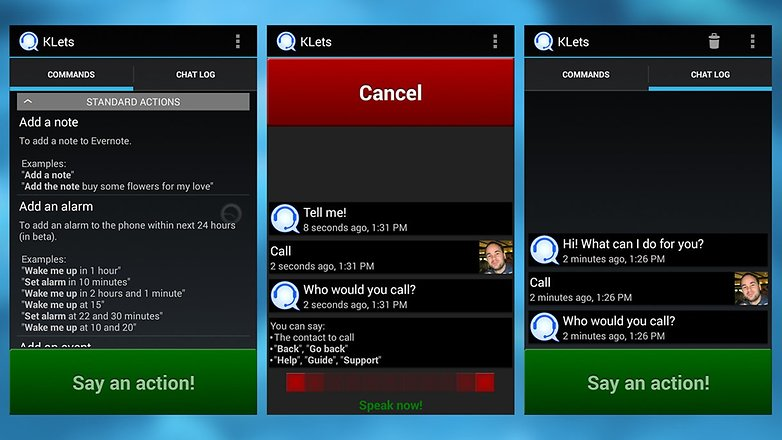 KLets
COMMANDS
CHAT LOG
STANDARD ACTIONS
Add a note
To add a note to Evernote.
Examples:
"Add a note"
"Add the note buy some flowers for my love"
Add an alarm
To add an alarm to the phone within next 24 hours
(in beta).
Examples:
"Wake me up in 1 hour"
"Set alarm in 10 minutes"
"Wake me up in 2 hours and 1 minute"
"Wake me up at 15"
"Set alarm at 22 and 30 minutes"
"Wake me up at 10 and 20"
Add an event
Say an action!
KLets
Cancel
Tell me!
8 seconds ago, 1:31 PM
Call
2 seconds ago, 1:31 PM
Who would you call?
2 seconds ago, 1:31 PM
You can say:
•The contact to call
•"Back", "Go back"
•"Help", "Guide", "Support"
Speak now!
KLets
COMMANDS
CHAT LOG
Hi! What can I do for you?
2 minutes ago, 1:26 PM
Call
2 minutes ago, 1:26 PM
Who would you call?
2 minutes ago, 1:26 PM
Say an action!